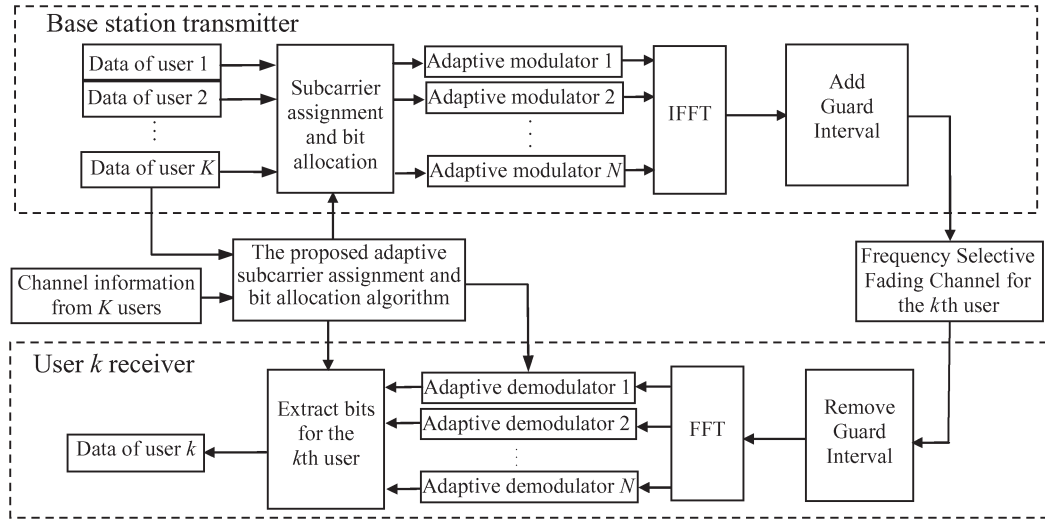 Base station transmitter
Data of user 1
Data of user 2
Data of user K
Subcarrier
assignment
and bit
allocation
Adaptive modulator 1
Adaptive modulator 2
Adaptive modulator N
IFFT
Add
Guard
Interval
Channel information
from K users
The proposed adaptive
subcarrier assignment and
bit allocation algorithm
Frequency Selective
Fading Channel for
the kth user
User k receiver
Data of user k
Extract bits
for the
kth user
Adaptive demodulator 1
Adaptive demodulator 2
Adaptive demodulator N
FFT
Remove
Guard
Interval